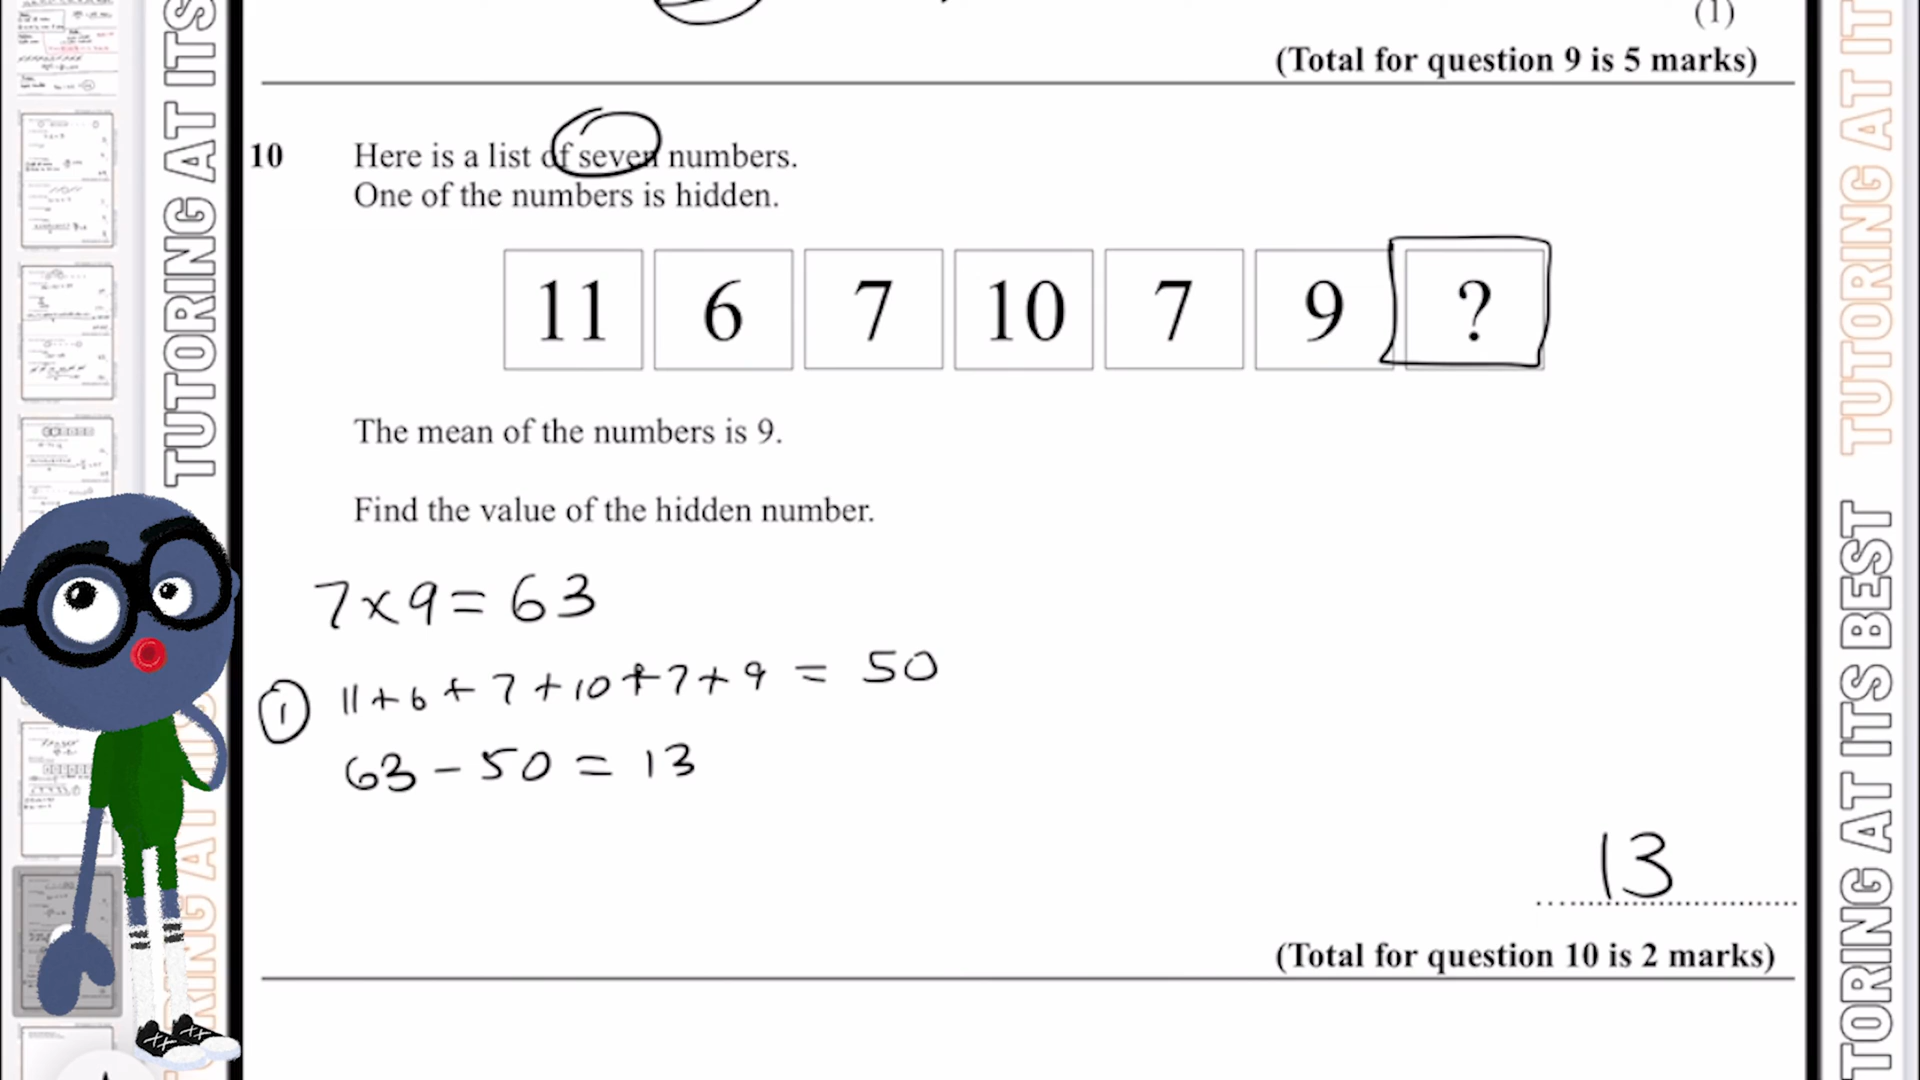 (1)
(Total for question 9 is 5 marks)
10 Here is a list of seven numbers.
One of the numbers is hidden.
11 6 7 10 7 9 ?
The mean of the numbers is 9.
Find the value of the hidden number.
7 x 9 = 63
① 11 + 6 + 7 + 10 + 7 + 9 = 50
63 - 50 = 13
13
(Total for question 10 is 2 marks)
TUTORING AT ITS
TUTORING AT IT
TORING AT ITS BEST
RING AT